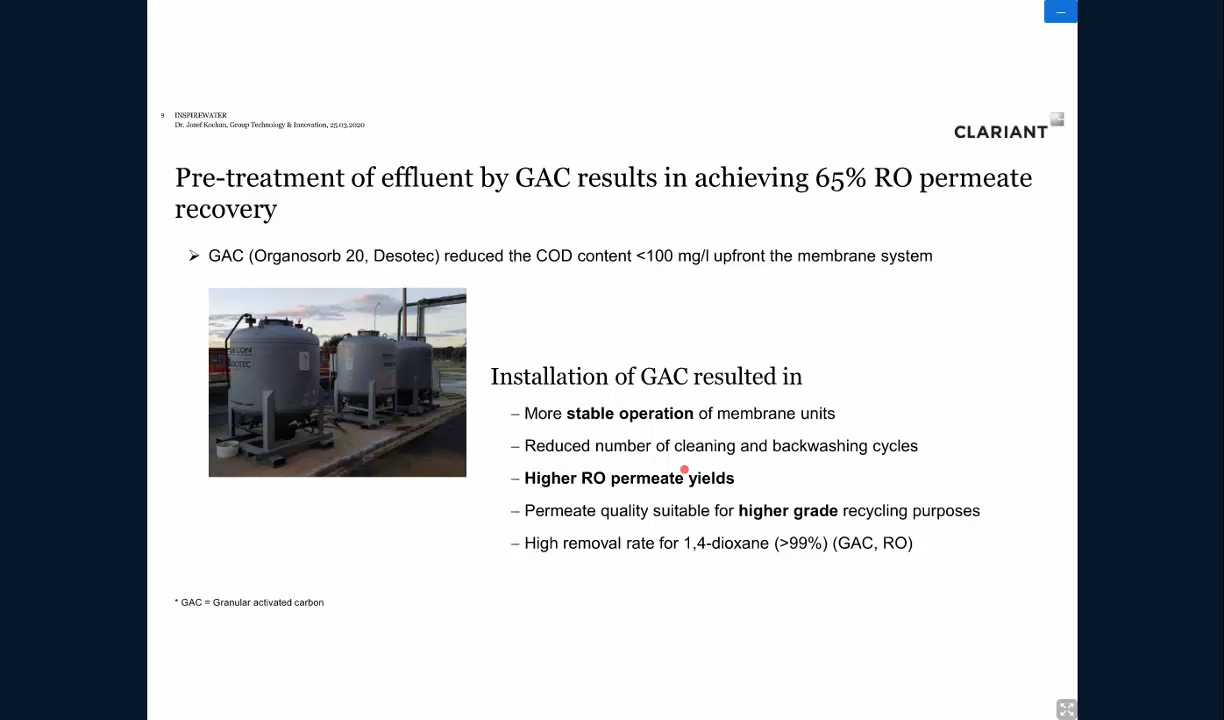 9 INSPIREWATER
Dr. Jozef Kochan, Group Technology & Innovation, 25.03.2020
CLARIANT
Pre-treatment of effluent by GAC results in achieving 65% RO permeate
recovery
➢ GAC (Organosorb 20, Desotec) reduced the COD content <100 mg/l upfront the membrane system
Installation of GAC resulted in
– More stable operation of membrane units
– Reduced number of cleaning and backwashing cycles
– Higher RO permeate yields
– Permeate quality suitable for higher grade recycling purposes
– High removal rate for 1,4-dioxane (>99%) (GAC, RO)
* GAC = Granular activated carbon